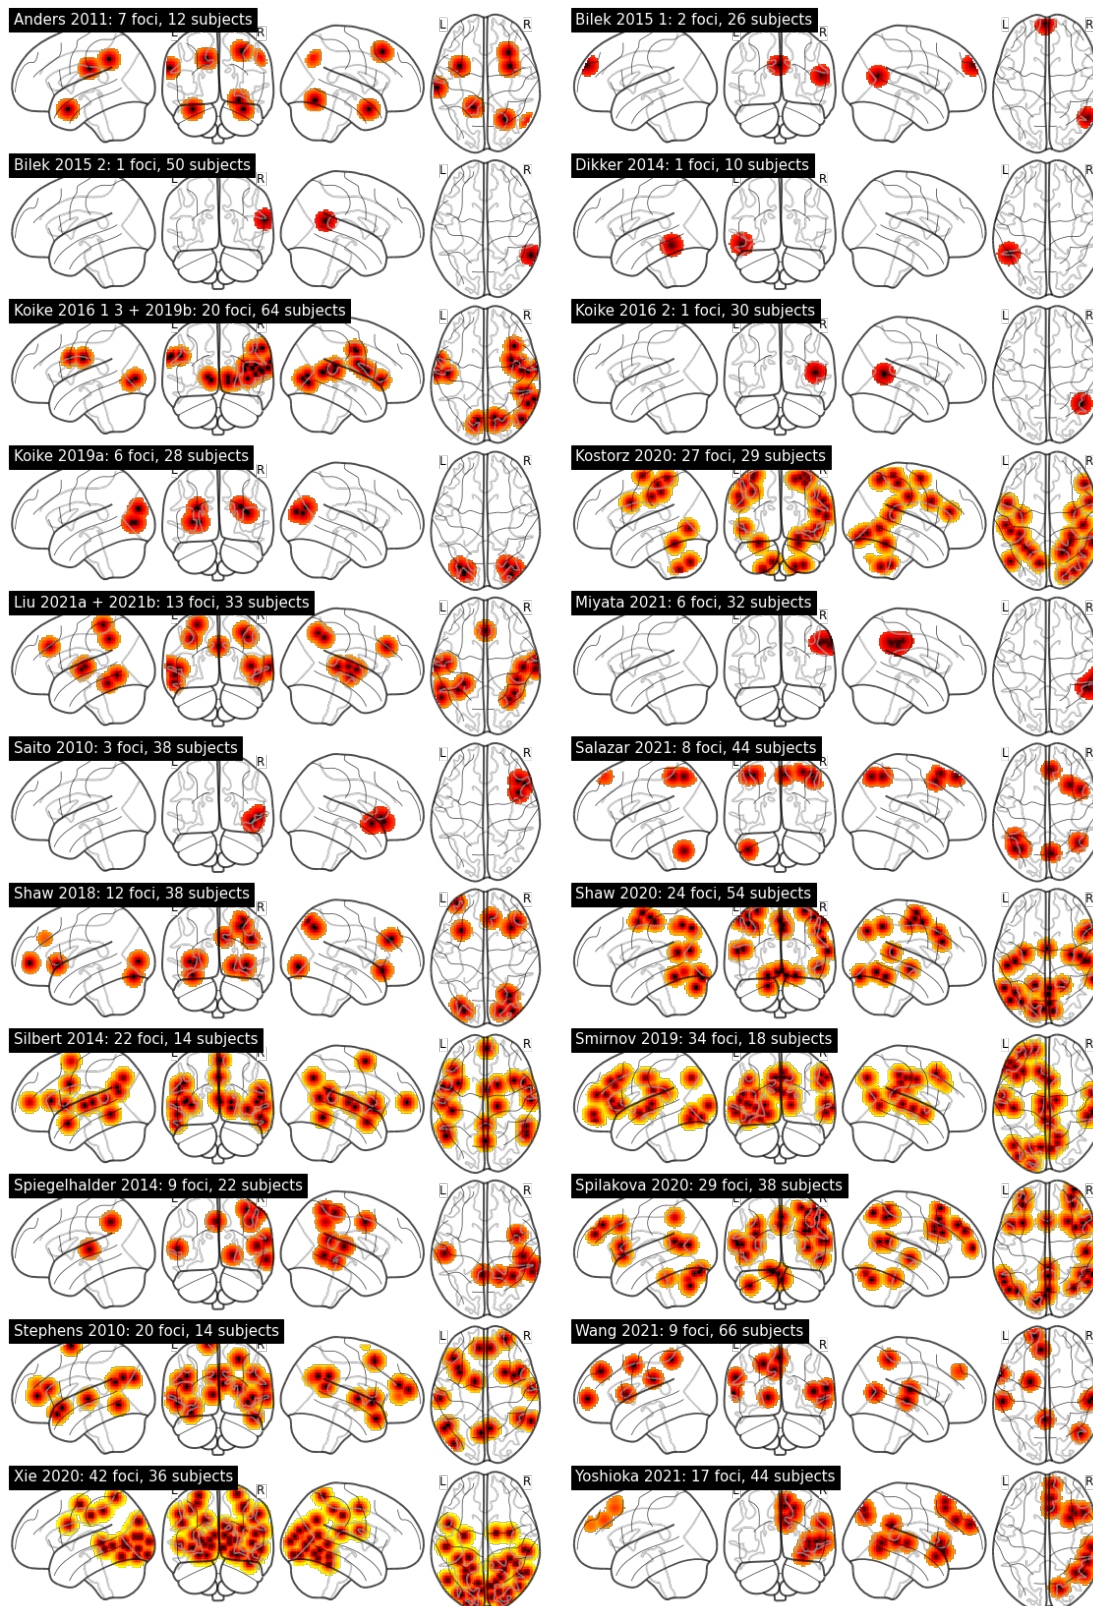 Anders 2011: 7 foci, 12 subjects
L R L R
Bilek 2015 1: 2 foci, 26 subjects
L R L R
Bilek 2015 2: 1 foci, 50 subjects
L R L R
Dikker 2014: 1 foci, 10 subjects
L R L R
Koike 2016 1 3 + 2019b: 20 foci, 64 subjects
L R L R
Koike 2016 2: 1 foci, 30 subjects
L R L R
Koike 2019a: 6 foci, 28 subjects
L R L R
Kostorz 2020: 27 foci, 29 subjects
L R L R
Liu 2021a + 2021b: 13 foci, 33 subjects
L R L R
Miyata 2021: 6 foci, 32 subjects
L R L R
Saito 2010: 3 foci, 38 subjects
L R L R
Salazar 2021: 8 foci, 44 subjects
L R L R
Shaw 2018: 12 foci, 38 subjects
L R L R
Shaw 2020: 24 foci, 54 subjects
L R L R
Silbert 2014: 22 foci, 14 subjects
L R L R
Smirnov 2019: 34 foci, 18 subjects
L R L R
Spiegelhalder 2014: 9 foci, 22 subjects
L R L R
Spilakova 2020: 29 foci, 38 subjects
L R L R
Stephens 2010: 20 foci, 14 subjects
L R L R
Wang 2021: 9 foci, 66 subjects
L R L R
Xie 2020: 42 foci, 36 subjects
L R L R
Yoshioka 2021: 17 foci, 44 subjects
L R L R